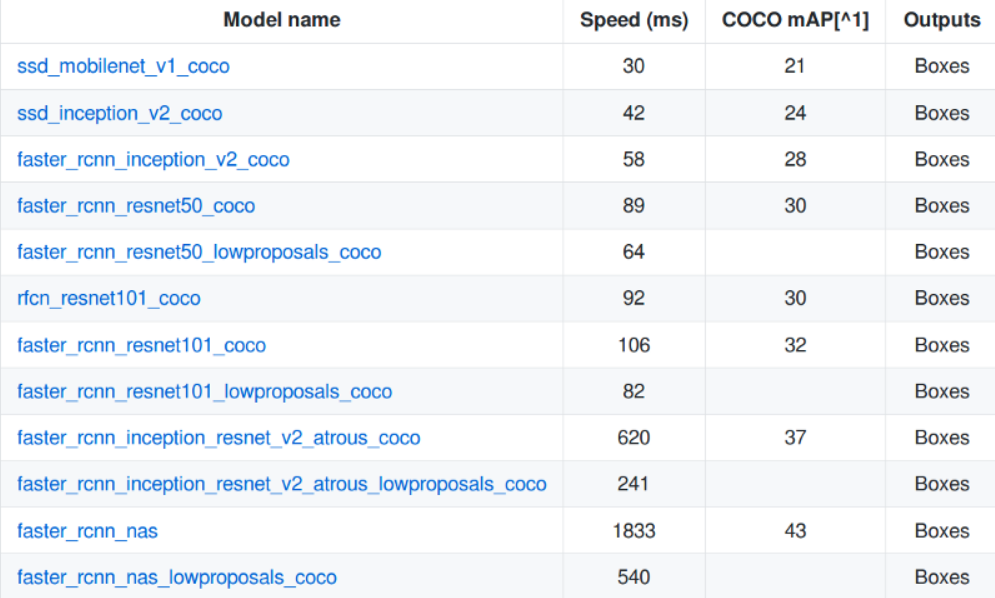 Model name Speed (ms) COCO mAP[^1] Outputs
ssd_mobilenet_v1_coco 30 21 Boxes
ssd_inception_v2_coco 42 24 Boxes
faster_rcnn_inception_v2_coco 58 28 Boxes
faster_rcnn_resnet50_coco 89 30 Boxes
faster_rcnn_resnet50_lowproposals_coco 64 Boxes
rfcn_resnet101_coco 92 30 Boxes
faster_rcnn_resnet101_coco 106 32 Boxes
faster_rcnn_resnet101_lowproposals_coco 82 Boxes
faster_rcnn_inception_resnet_v2_atrous_coco 620 37 Boxes
faster_rcnn_inception_resnet_v2_atrous_lowproposals_coco 241 Boxes
faster_rcnn_nas 1833 43 Boxes
faster_rcnn_nas_lowproposals_coco 540 Boxes